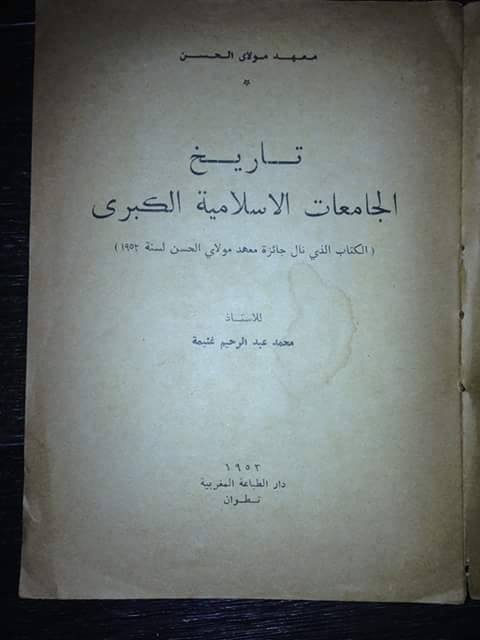 معهد مولاي الحسن
*
تاريخ
الجامعات الاسلامية الكبرى
(الكتاب الذي نال جائزة معهد مولاي الحسن لسنة ١٩٥٢)
للاستاذ
محمد عبد الرحيم غنيمة
١٩٥٣
دار الطباعة المغربية
تطوان